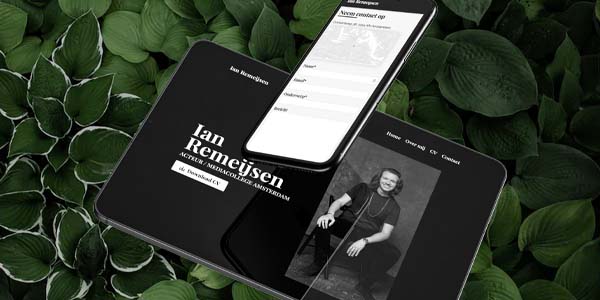 Ian Remeijsen
Neem contact op
Naam*
Email*
Onderwerp*
Bericht
Ian Remeijsen
Home Over mij CV Contact
Ian
Remeijsen
ACTEUR / MEDIACOLLEGE AMSTERDAM
Download CV